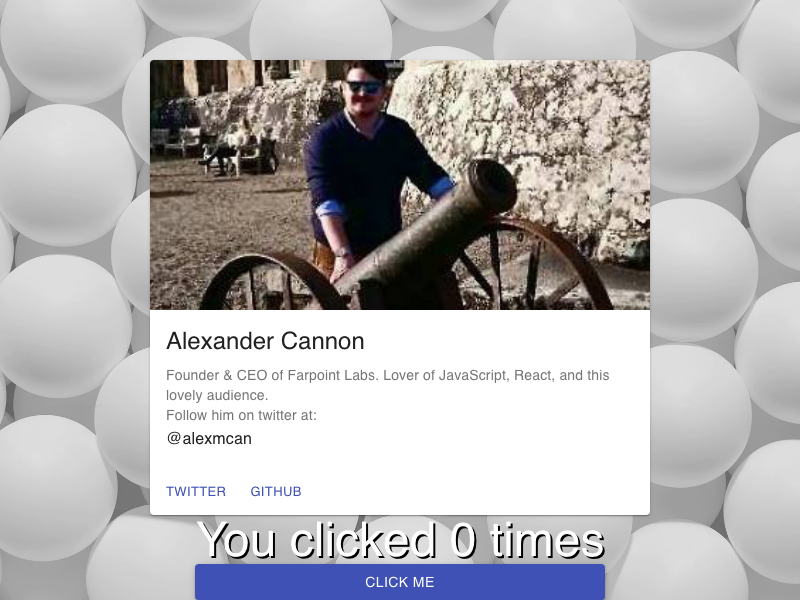 Alexander Cannon
Founder & CEO of Farpoint Labs. Lover of JavaScript, React, and this
lovely audience.
Follow him on twitter at:
@alexmcan
TWITTER GITHUB
You clicked 0 times
CLICK ME